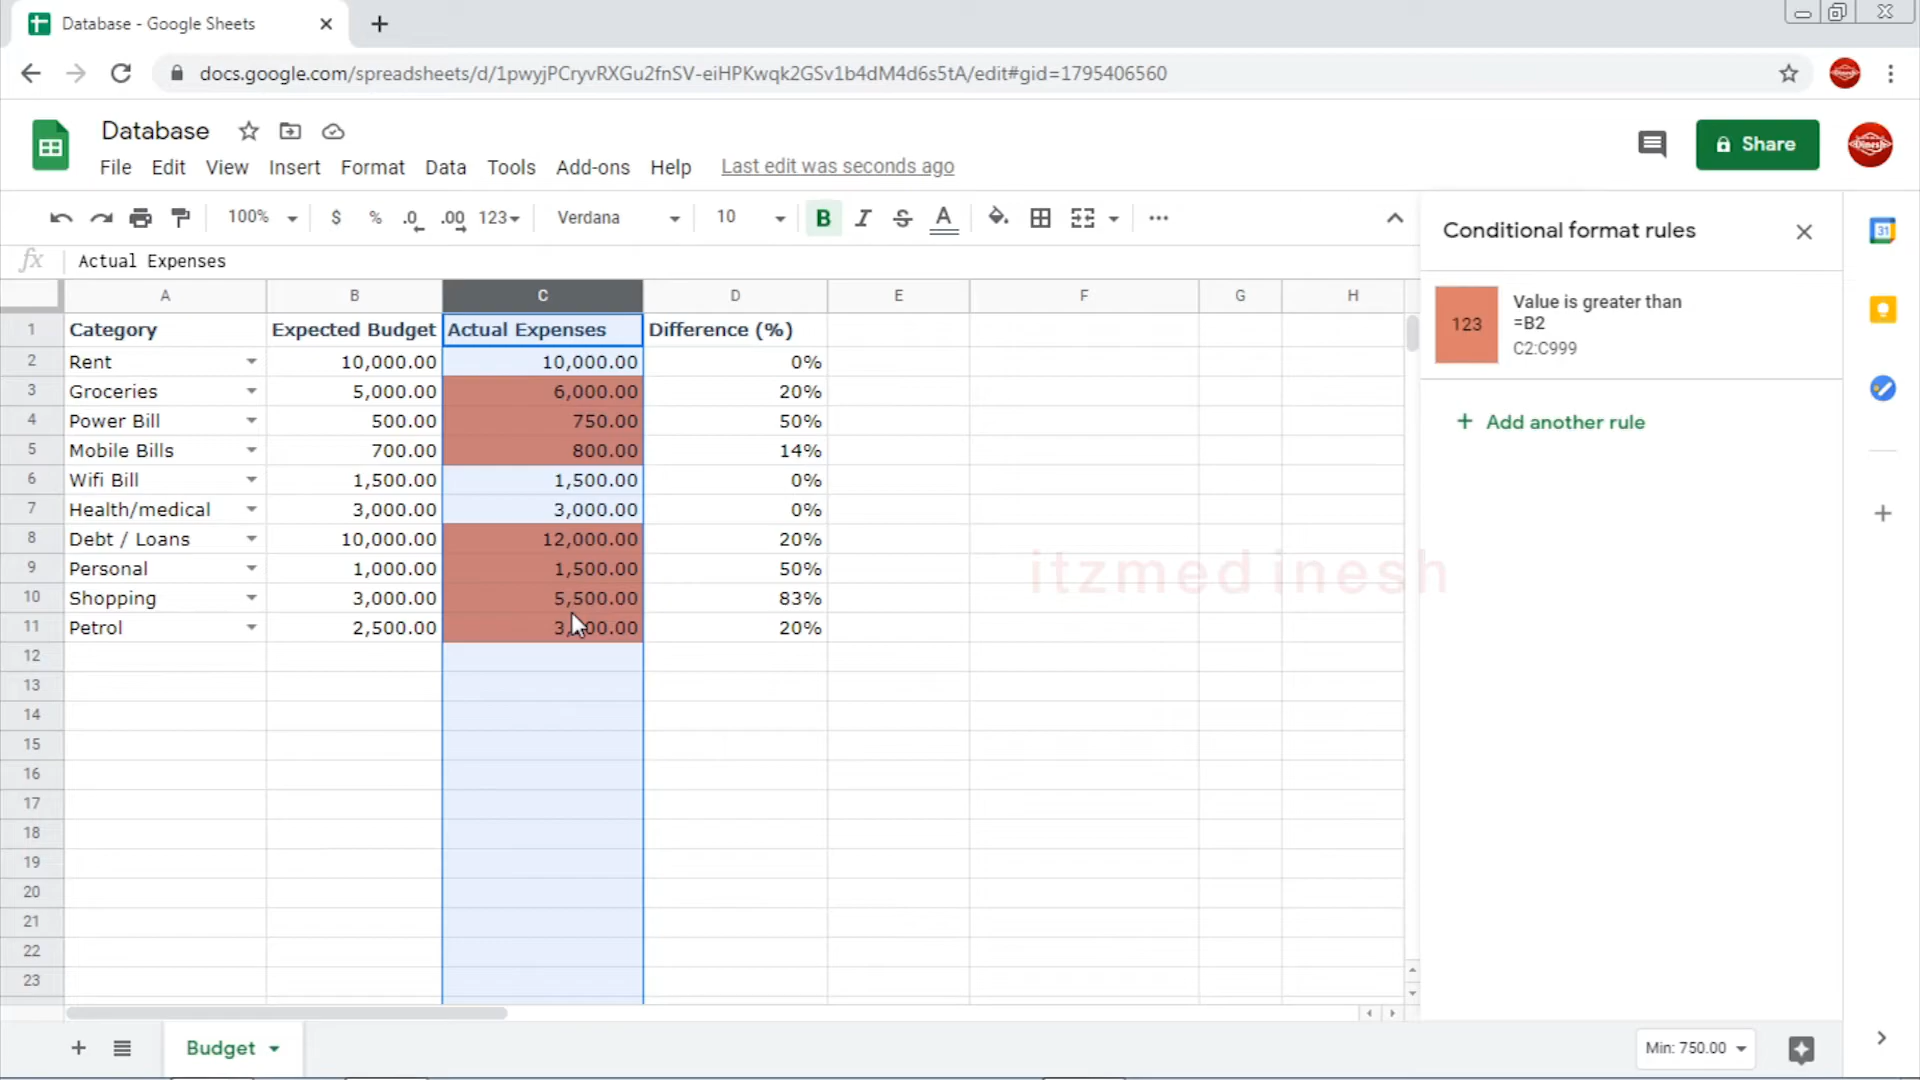 Database - Google Sheets
docs.google.com/spreadsheets/d/1pwyjPCryvRXGu2fnSV-eiHPKwqk2GSv1b4dM4d6s5tA/edit#gid=1795406560
Database
File Edit View Insert Format Data Tools Add-ons Help Last edit was seconds ago
Share
Dinesh
100% $ % .0 .00 123 Verdana 10 B I S A
Conditional format rules
fx Actual Expenses
A B C D E F G H
1 Category Expected Budget Actual Expenses Difference (%)
2 Rent 10,000.00 10,000.00 0%
3 Groceries 5,000.00 6,000.00 20%
4 Power Bill 500.00 750.00 50%
5 Mobile Bills 700.00 800.00 14%
6 Wifi Bill 1,500.00 1,500.00 0%
7 Health/medical 3,000.00 3,000.00 0%
8 Debt / Loans 10,000.00 12,000.00 20%
9 Personal 1,000.00 1,500.00 50%
10 Shopping 3,000.00 5,500.00 83%
11 Petrol 2,500.00 20%
12
13
14
15
16
17
18
19
20
21
22
23
123
Value is greater than
=B2
C2:C999
+ Add another rule
31
itzmedinesh
Budget
Min: 750.00